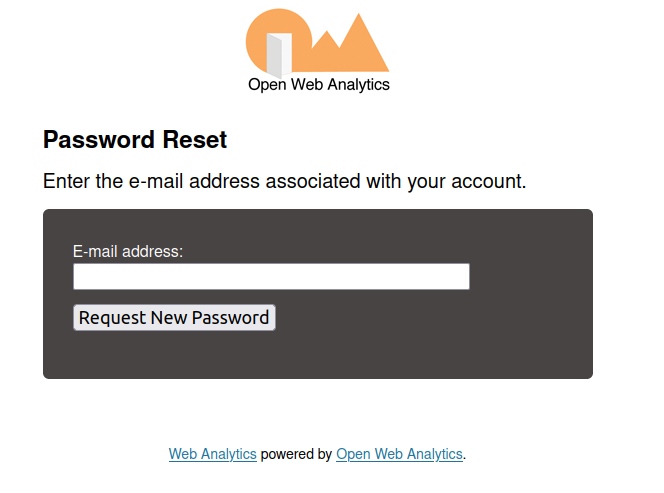 Open Web Analytics
Password Reset
Enter the e-mail address associated with your account.
E-mail address:
Request New Password
Web Analytics powered by Open Web Analytics.